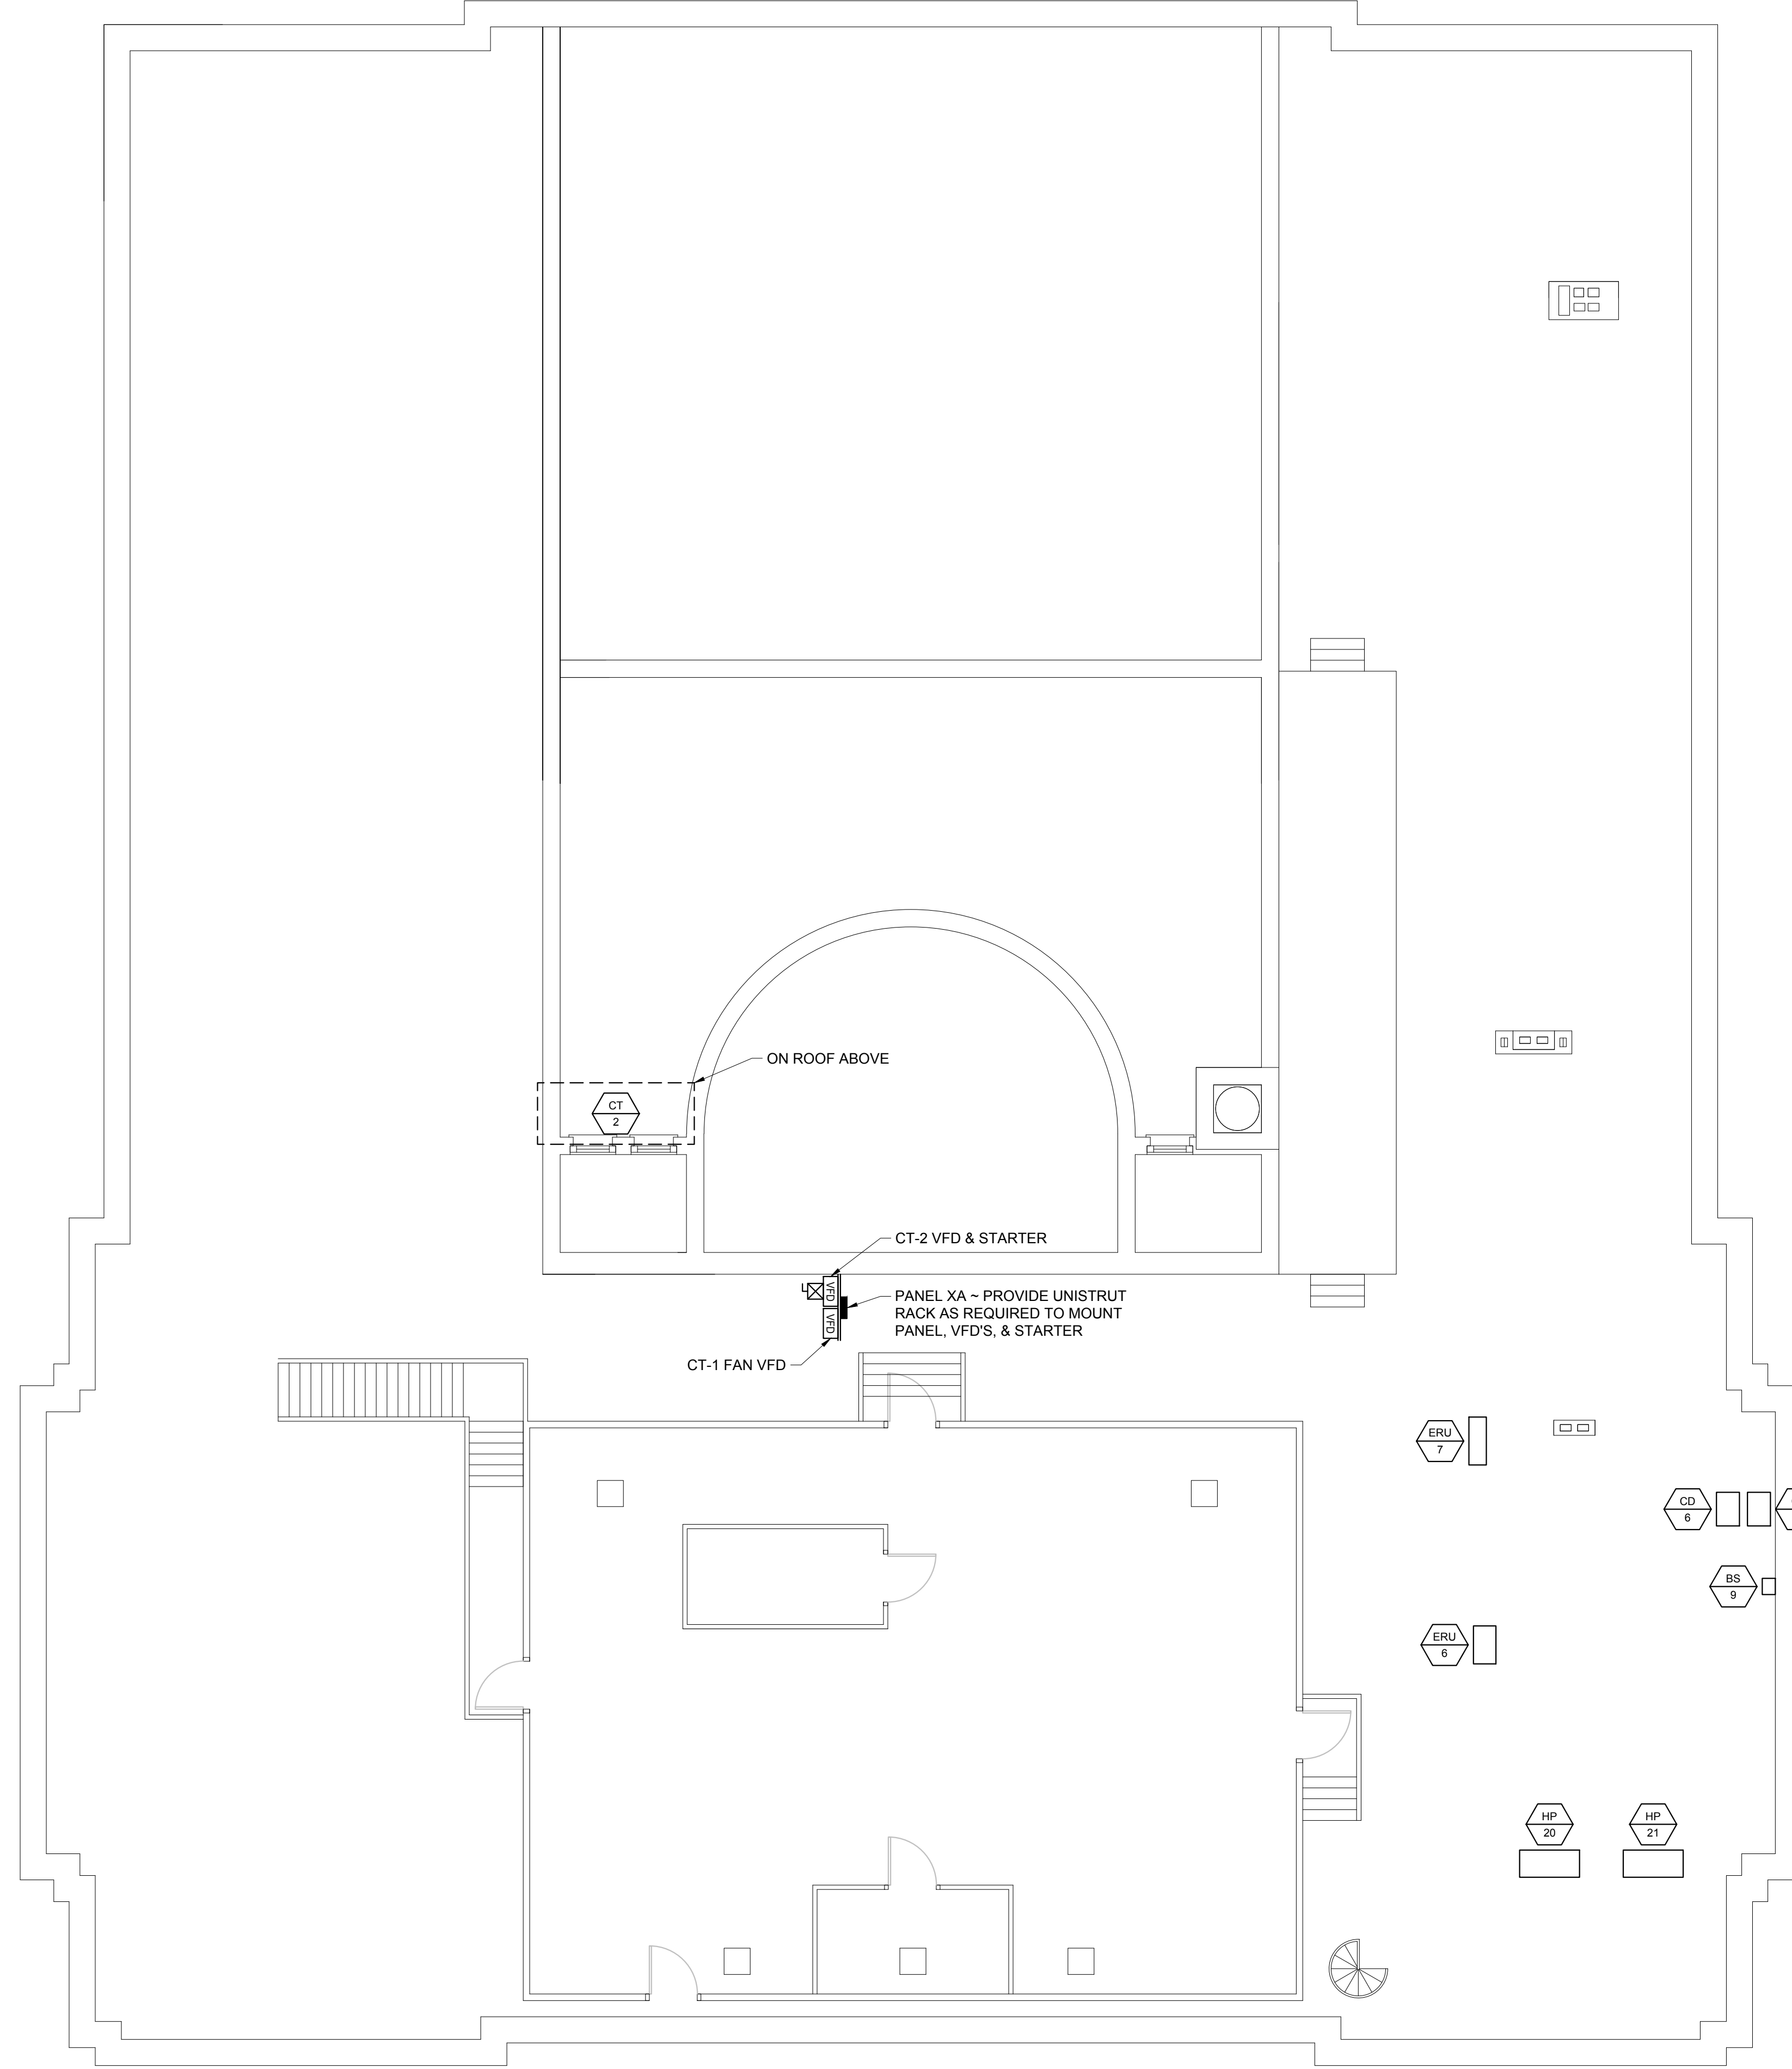 ON ROOF ABOVE
CT
2
CT-2 VFD & STARTER
VFD
VFD
PANEL XA ~ PROVIDE UNISTRUT
RACK AS REQUIRED TO MOUNT
PANEL, VFD'S, & STARTER
CT-1 FAN VFD
ERU
7
CD
6
BS
9
ERU
6
HP
20
HP
21